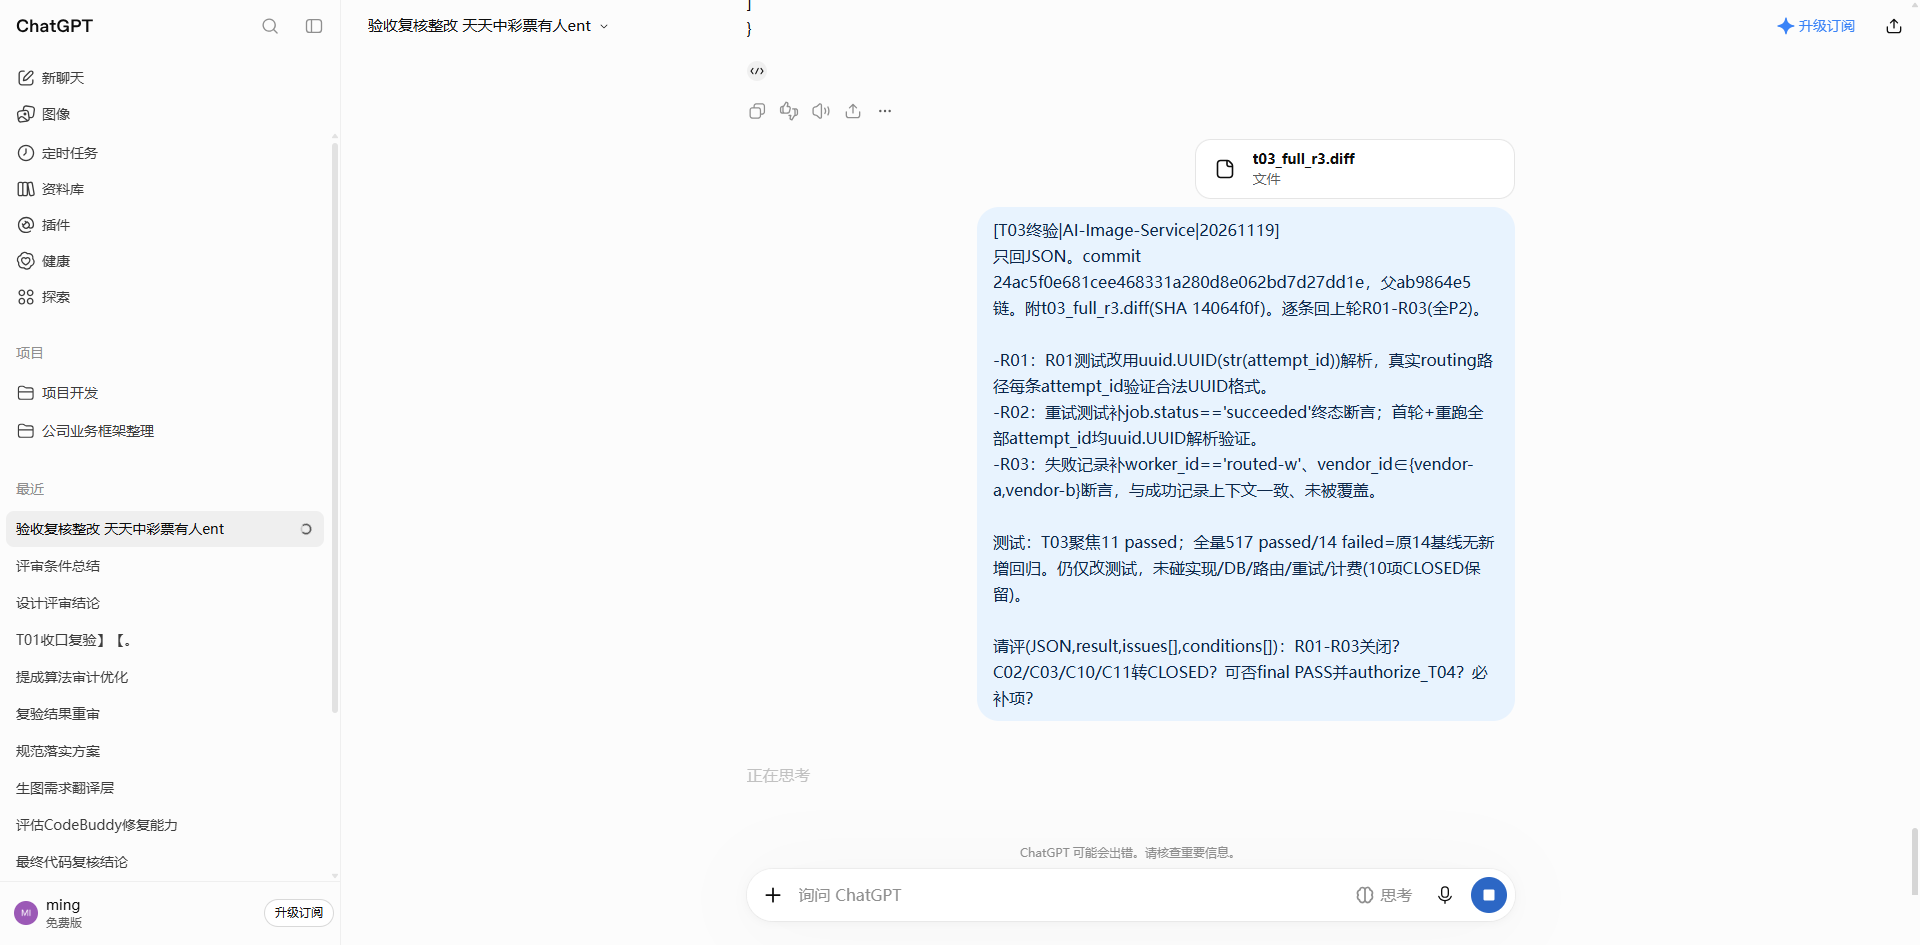 ChatGPT
新聊天
图像
定时任务
资料库
插件
健康
探索
项目
项目开发
公司业务框架整理
最近
验收复核整改 天天中彩票有人ent
评审条件总结
设计评审结论
T01收口复验】【。
提成算法审计优化
复验结果重审
规范落实方案
生图需求翻译层
评估CodeBuddy修复能力
最终代码复核结论
MI
ming
免费版
升级订阅
验收复核整改 天天中彩票有人ent
升级订阅
]
}
t03_full_r3.diff
文件
[T03终验|AI-Image-Service|20261119]
只回JSON。commit
24ac5f0e681cee468331a280d8e062bd7d27dd1e，父ab9864e5
链。附t03_full_r3.diff(SHA 14064f0f)。逐条回上轮R01-R03(全P2)。
-R01：R01测试改用uuid.UUID(str(attempt_id))解析，真实routing路
径每条attempt_id验证合法UUID格式。
-R02：重试测试补job.status=='succeeded'终态断言；首轮+重跑全
部attempt_id均uuid.UUID解析验证。
-R03：失败记录补worker_id=='routed-w'、vendor_id∈{vendor-
a,vendor-b}断言，与成功记录上下文一致、未被覆盖。
测试：T03聚焦11 passed；全量517 passed/14 failed=原14基线无新
增回归。仍仅改测试，未碰实现/DB/路由/重试/计费(10项CLOSED保
留)。
请评(JSON,result,issues[],conditions[])：R01-R03关闭？
C02/C03/C10/C11转CLOSED？可否final PASS并authorize_T04？必
补项？
正在思考
ChatGPT 可能会出错。请核查重要信息。
询问 ChatGPT
思考